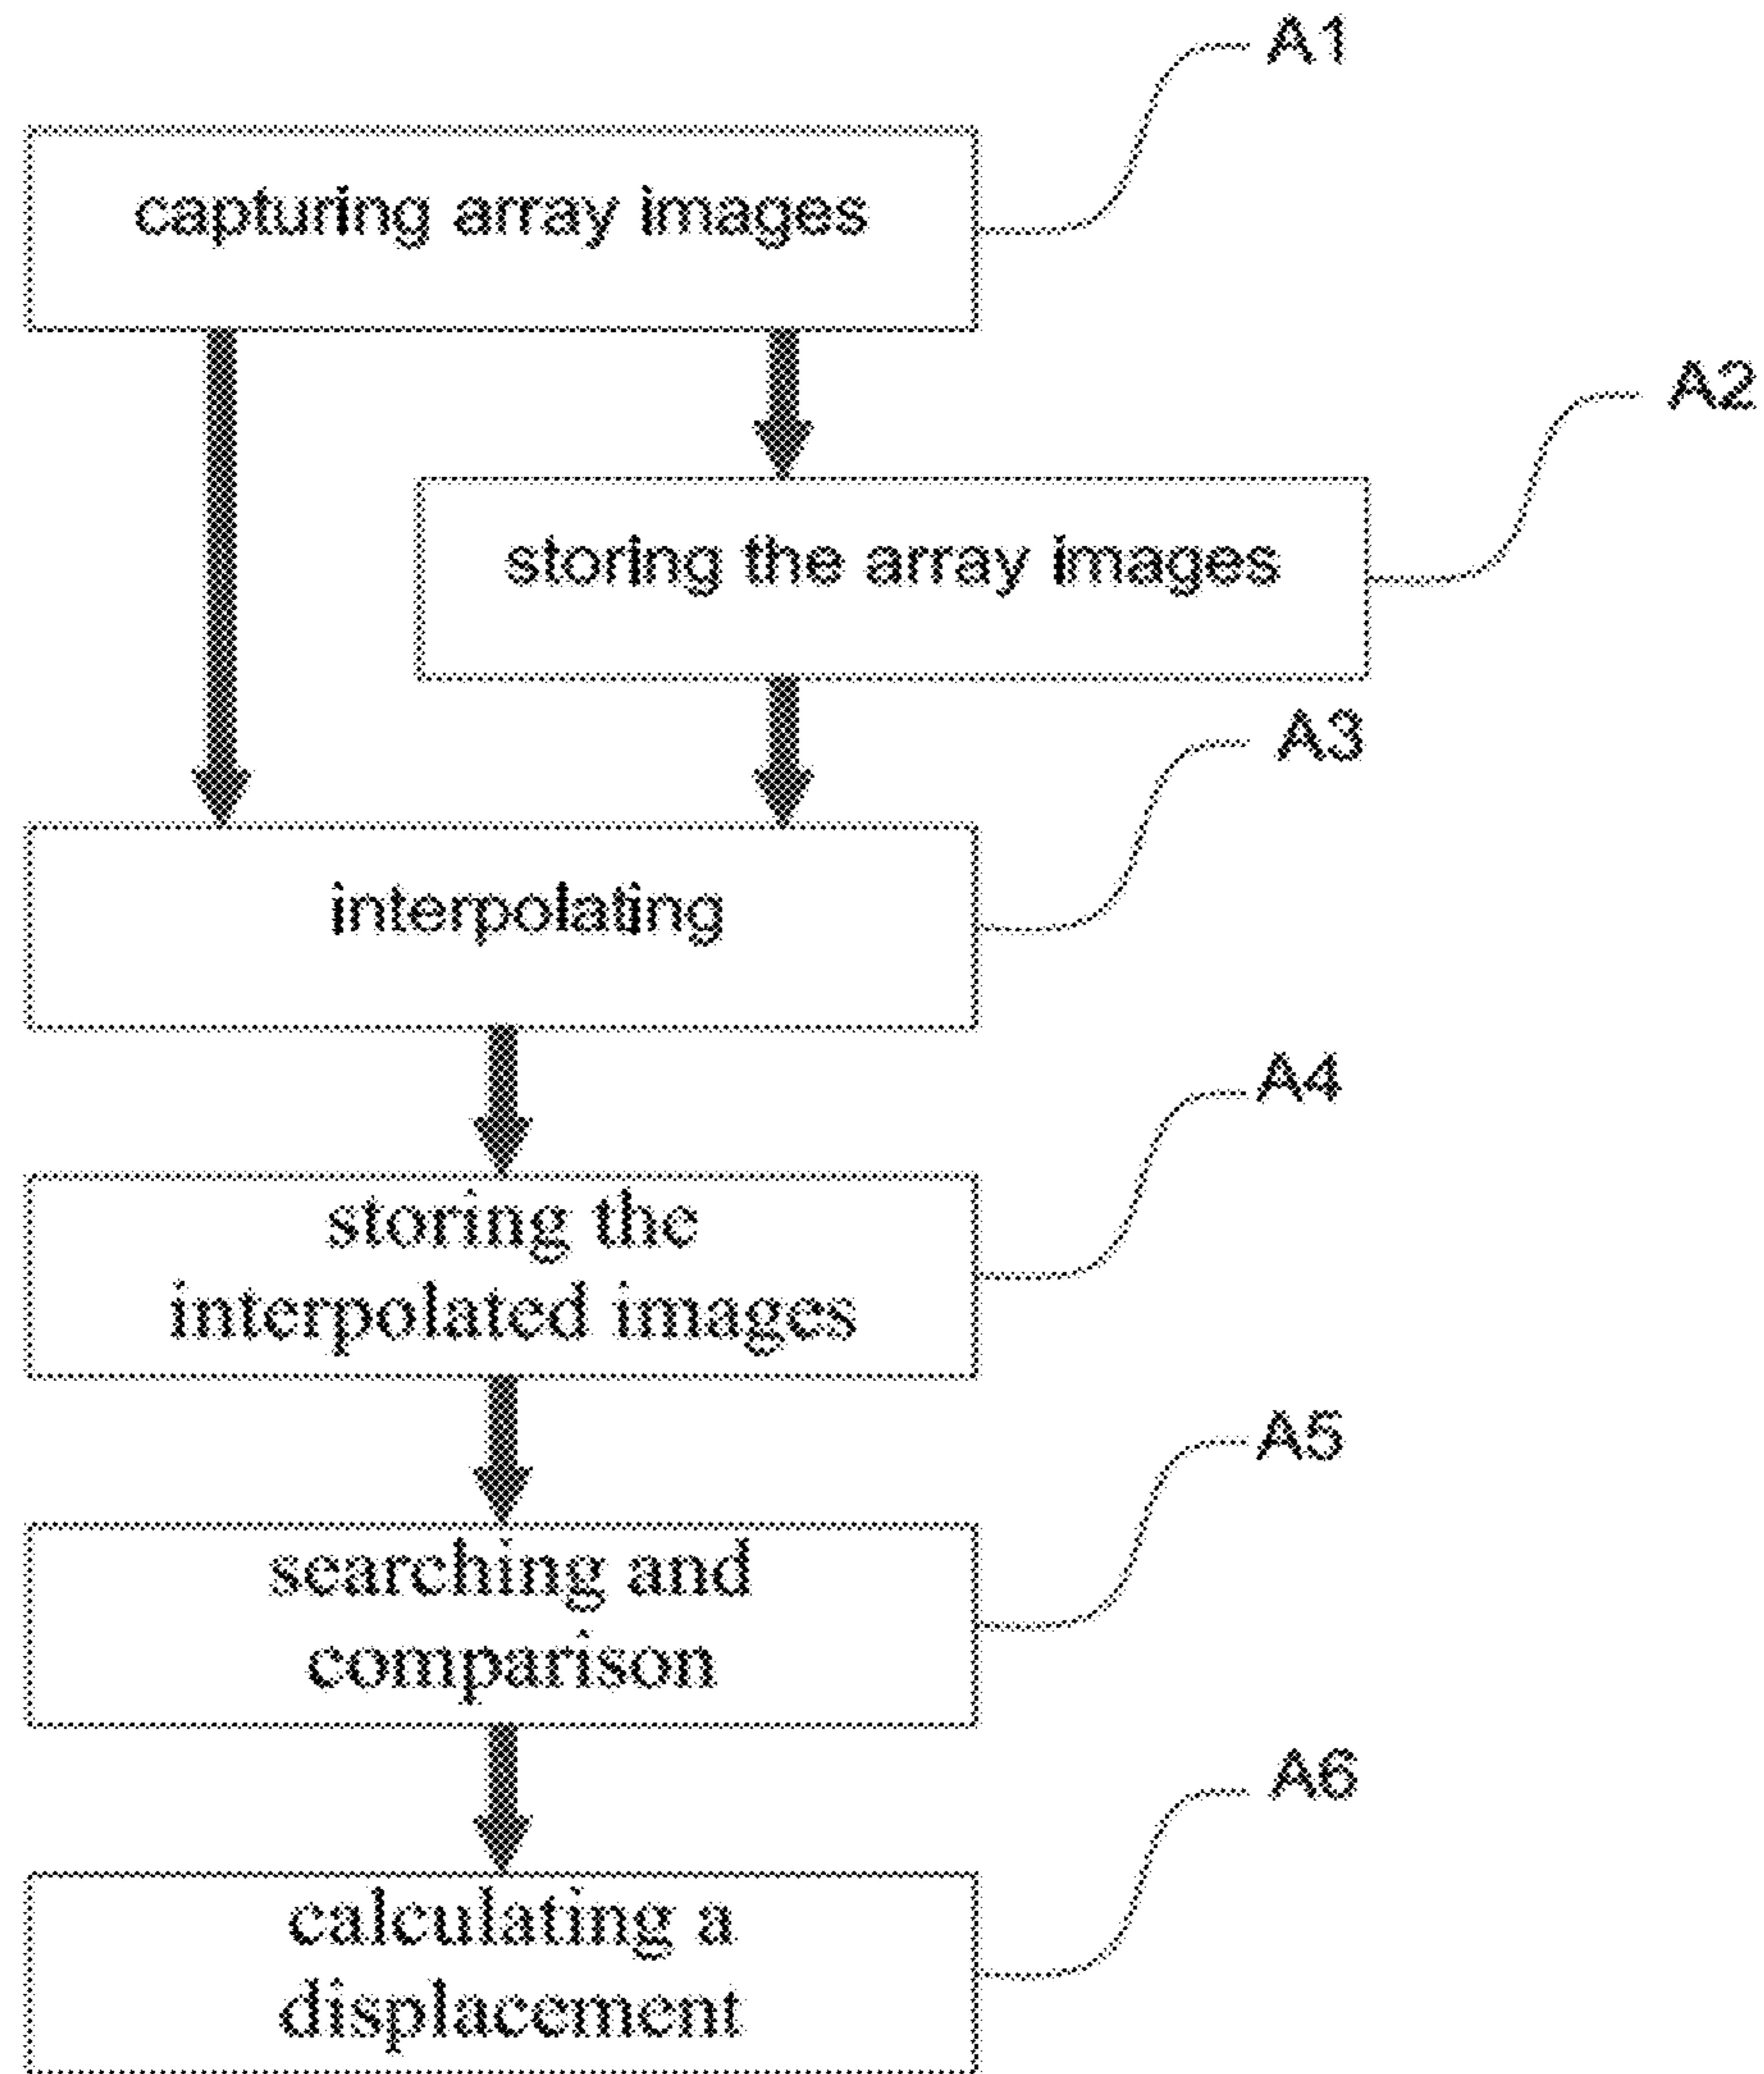 A1
capturing array images
A2
storing the array images
A3
interpolating
A4
storing the
interpolated images
A5
searching and
comparison
A6
calculating a
displacement